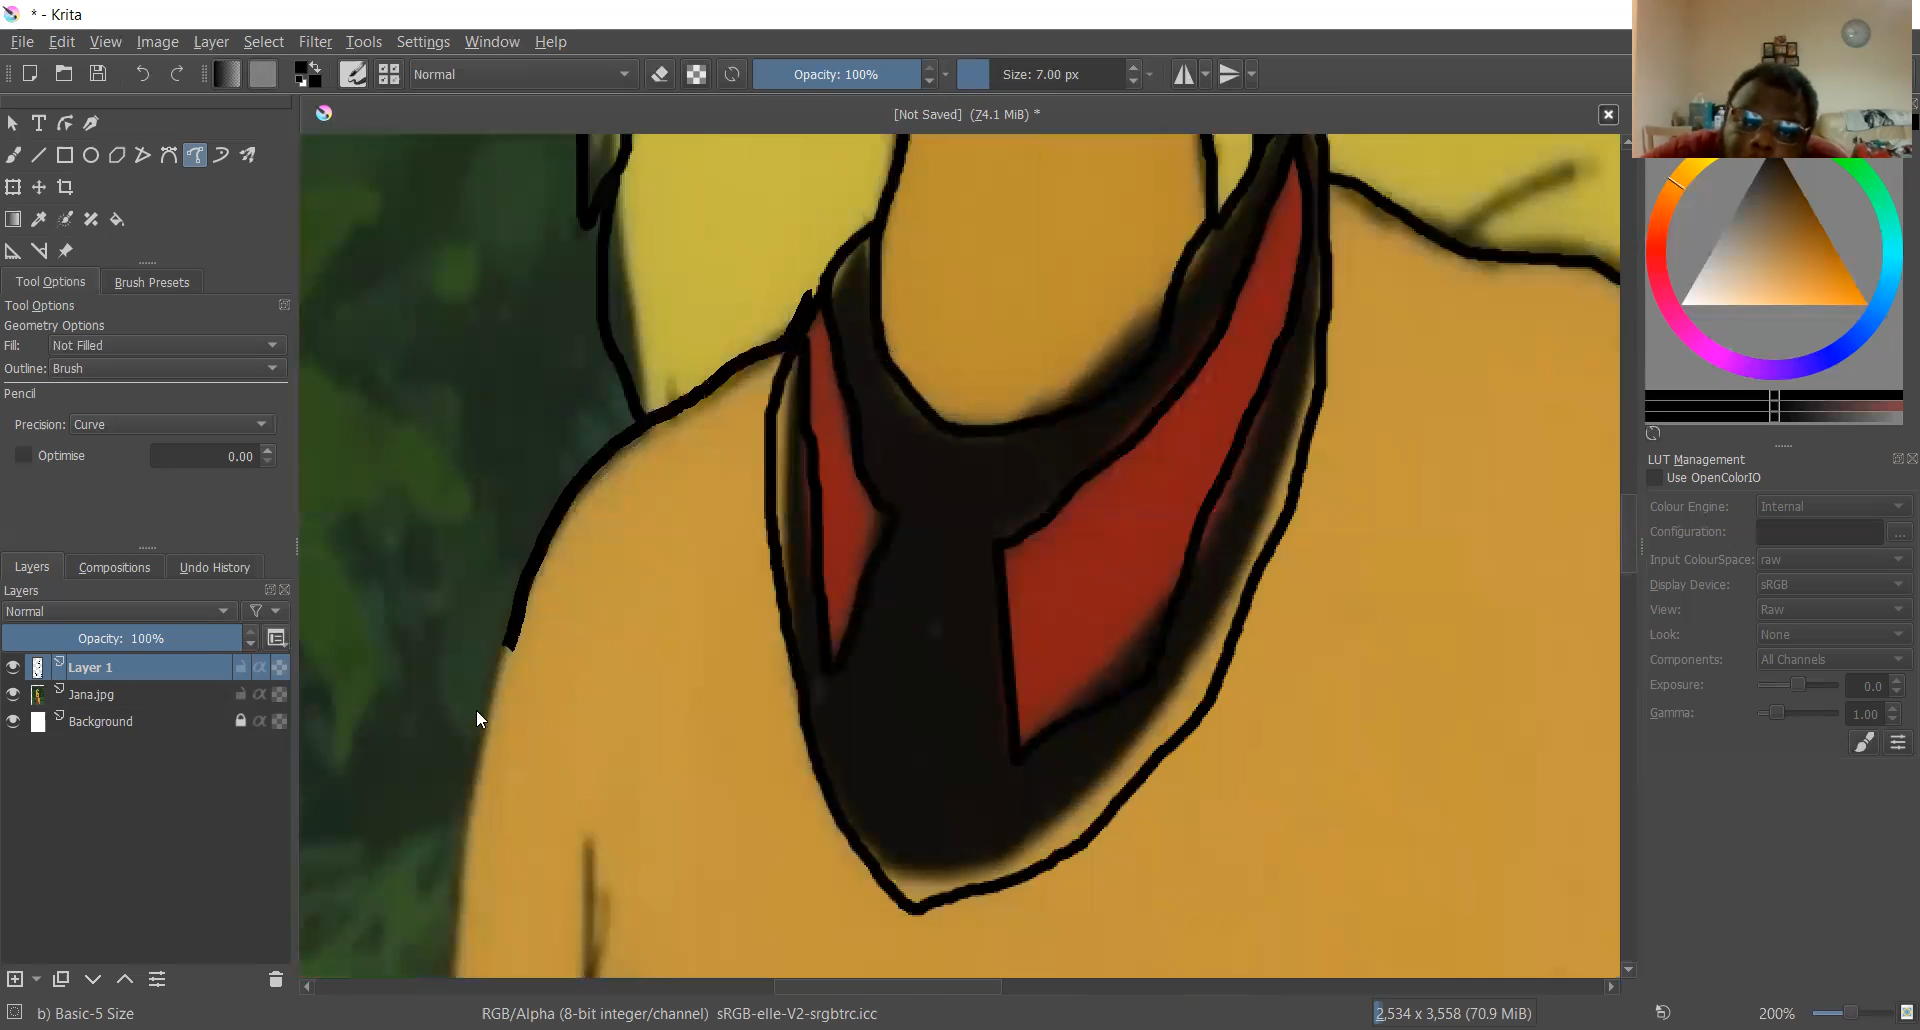 * - Krita
File Edit View Image Layer Select Filter Tools Settings Window Help
Normal Opacity: 100% Size: 7.00 px
[Not Saved] (74.1 MiB) *
Tool Options Brush Presets
Tool Options
Geometry Options
Fill: Not Filled
Outline: Brush
Pencil
Precision: Curve
Optimise 0.00
Layers Compositions Undo History
Layers
Normal
Opacity: 100%
Layer 1
Jana.jpg
Background
LUT Management
Use OpenColorIO
Colour Engine: Internal
Configuration: ...
Input ColourSpace: raw
Display Device: sRGB
View: Raw
Look: None
Components: All Channels
Exposure: 0.0
Gamma: 1.00
b) Basic-5 Size RGB/Alpha (8-bit integer/channel) sRGB-elle-V2-srgbtrc.icc 2,534 x 3,558 (70.9 MiB) 200%